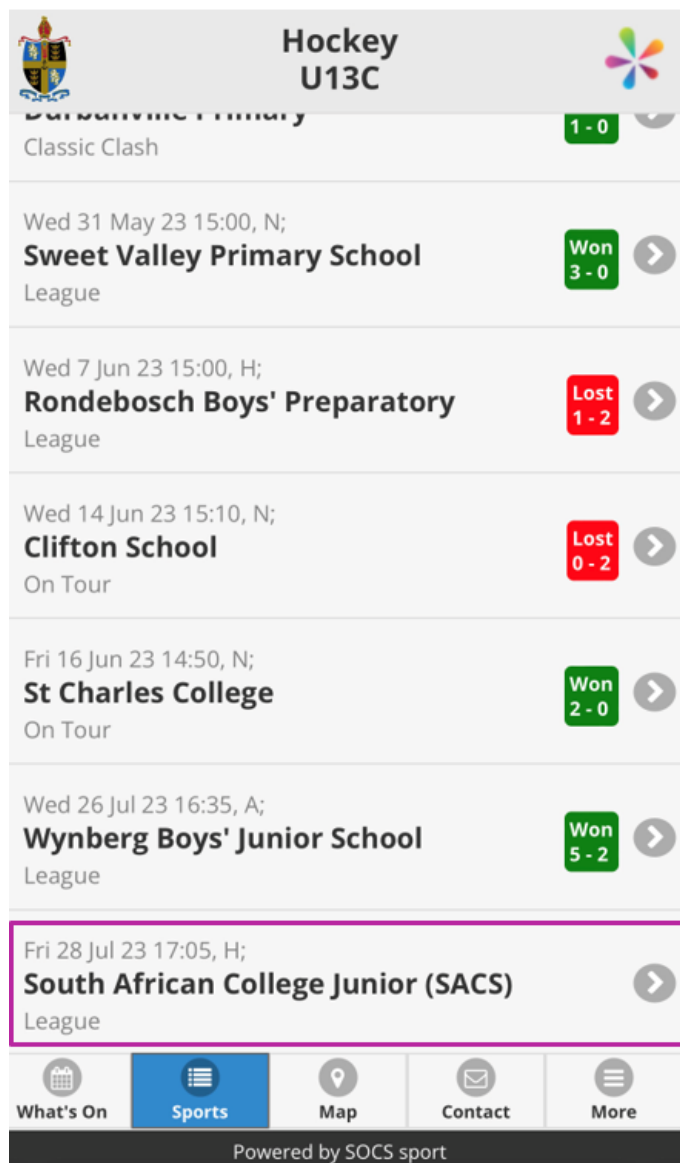 Hockey
U13C
Durbanville Primary
1 - 0
Classic Clash
Wed 31 May 23 15:00, N;
Sweet Valley Primary School
Won
3 - 0
League
Wed 7 Jun 23 15:00, H;
Rondebosch Boys' Preparatory
Lost
1 - 2
League
Wed 14 Jun 23 15:10, N;
Clifton School
Lost
0 - 2
On Tour
Fri 16 Jun 23 14:50, N;
St Charles College
Won
2 - 0
On Tour
Wed 26 Jul 23 16:35, A;
Wynberg Boys' Junior School
Won
5 - 2
League
Fri 28 Jul 23 17:05, H;
South African College Junior (SACS)
League
What's On
Sports
Map
Contact
More
Powered by SOCS sport